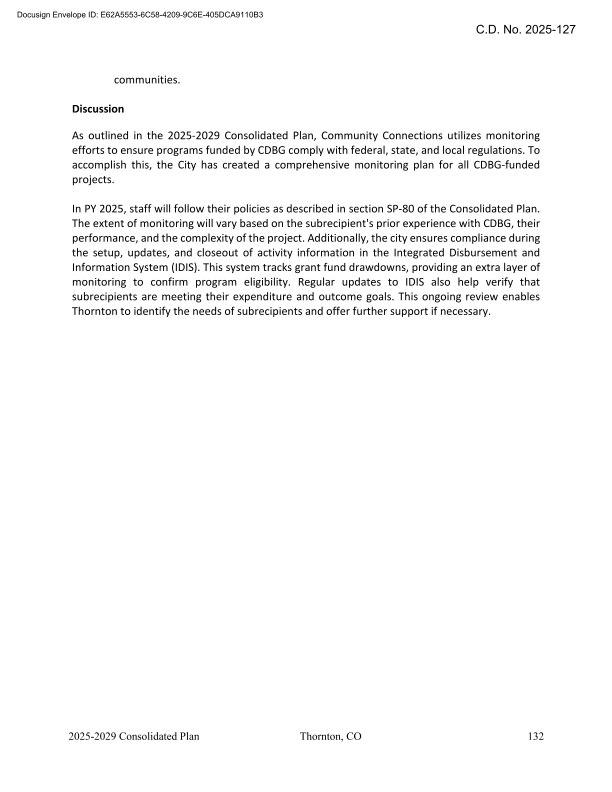 Docusign Envelope ID: E62A5553-6C58-4209-9C6E-405DCA9110B3
C.D. No. 2025-127
communities.
Discussion
As outlined in the 2025-2029 Consolidated Plan, Community Connections utilizes monitoring
efforts to ensure programs funded by CDBG comply with federal, state, and local regulations. To
accomplish this, the City has created a comprehensive monitoring plan for all CDBG-funded
projects.
In PY 2025, staff will follow their policies as described in section SP-80 of the Consolidated Plan.
The extent of monitoring will vary based on the subrecipient's prior experience with CDBG, their
performance, and the complexity of the project. Additionally, the city ensures compliance during
the setup, updates, and closeout of activity information in the Integrated Disbursement and
Information System (IDIS). This system tracks grant fund drawdowns, providing an extra layer of
monitoring to confirm program eligibility. Regular updates to IDIS also help verify that
subrecipients are meeting their expenditure and outcome goals. This ongoing review enables
Thornton to identify the needs of subrecipients and offer further support if necessary.
2025-2029 Consolidated Plan Thornton, CO 132